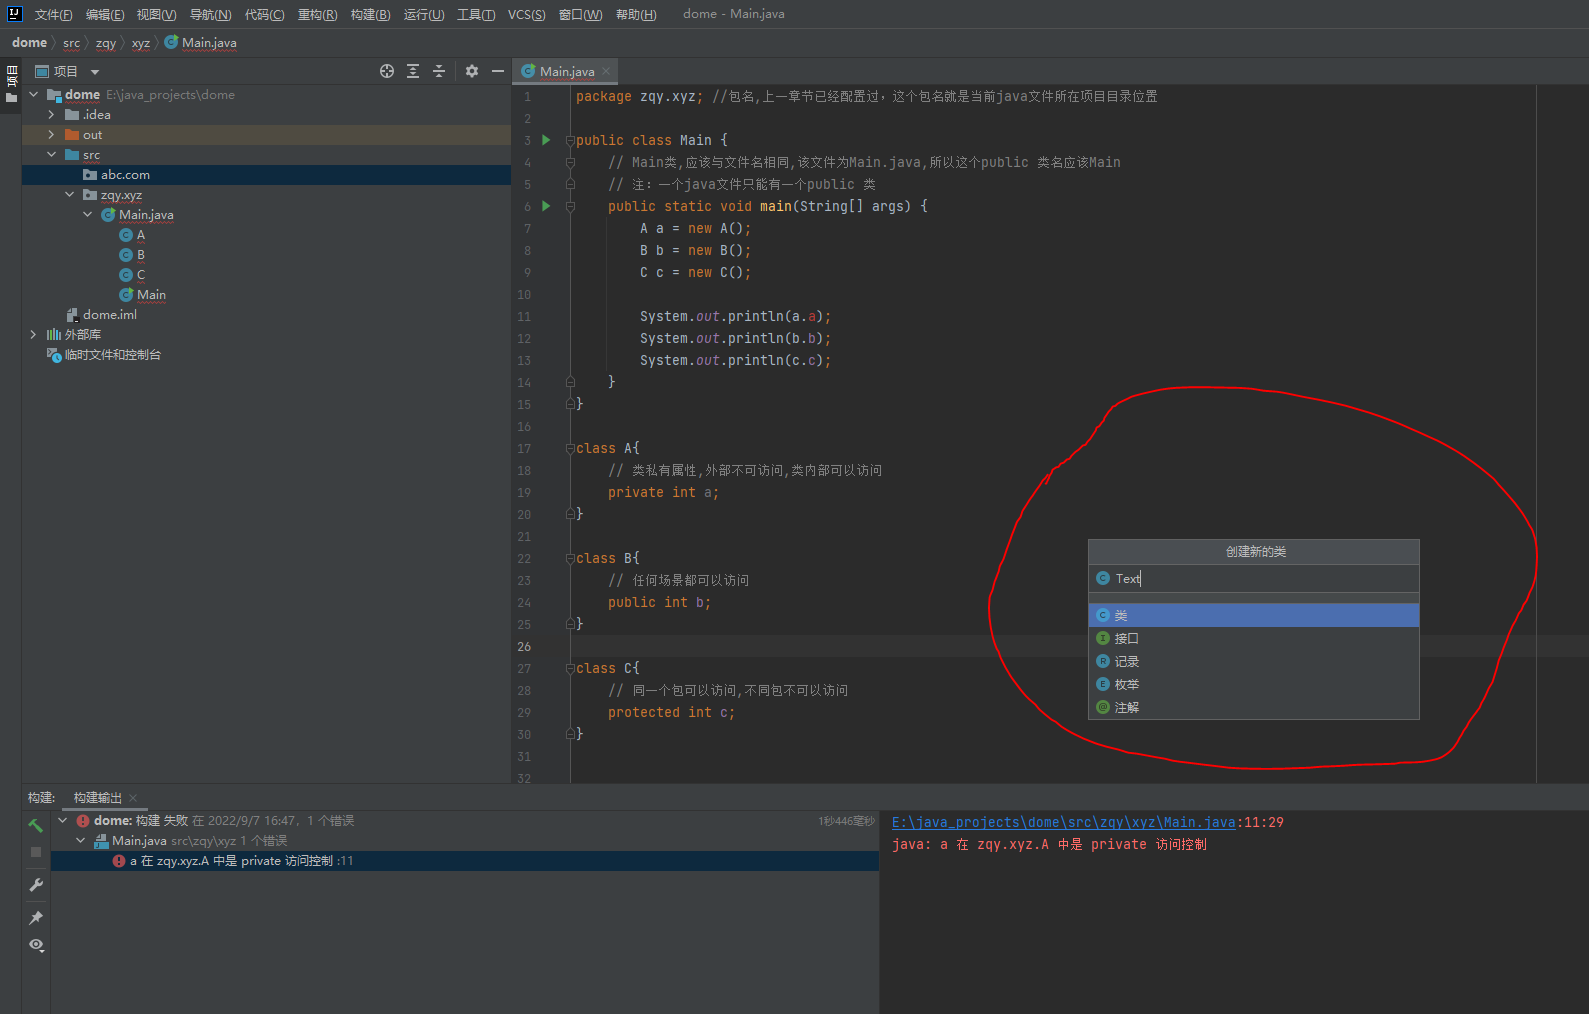 文件(F) 编辑(E) 视图(V) 导航(N) 代码(C) 重构(R) 构建(B) 运行(U) 工具(T) VCS(S) 窗口(W) 帮助(H) dome - Main.java
dome src zqy xyz Main.java
项目
项目
dome E:\java_projects\dome
.idea
out
src
abc.com
zqy.xyz
Main.java
A
B
C
Main
dome.iml
外部库
临时文件和控制台
Main.java
1 package zqy.xyz; //包名,上一章节已经配置过，这个包名就是当前java文件所在项目目录位置
2
3 public class Main {
4 // Main类,应该与文件名相同,该文件为Main.java,所以这个public 类名应该Main
5 // 注：一个java文件只能有一个public 类
6 public static void main(String[] args) {
7 A a = new A();
8 B b = new B();
9 C c = new C();
10
11 System.out.println(a.a);
12 System.out.println(b.b);
13 System.out.println(c.c);
14 }
15 }
16
17 class A{
18 // 类私有属性,外部不可访问,类内部可以访问
19 private int a;
20 }
21
22 class B{
23 // 任何场景都可以访问
24 public int b;
25 }
26
27 class C{
28 // 同一个包可以访问,不同包不可以访问
29 protected int c;
30 }
31
32
创建新的类
Text
类
接口
记录
枚举
注解
构建: 构建输出
dome: 构建 失败 在 2022/9/7 16:47，1 个错误 1秒446毫秒
Main.java src\zqy\xyz 1 个错误
a 在 zqy.xyz.A 中是 private 访问控制 :11
E:\java_projects\dome\src\zqy\xyz\Main.java:11:29
java: a 在 zqy.xyz.A 中是 private 访问控制